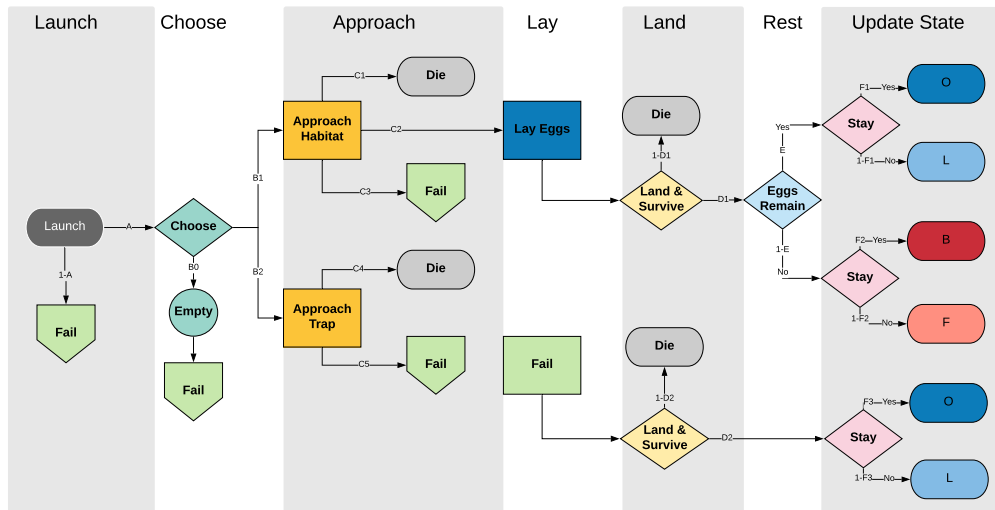 Launch
Choose
Approach
Lay
Land
Rest
Update State
Launch
A
1-A
Fail
Choose
B0
Empty
Fail
B1
B2
Approach
Habitat
C1
Die
C2
C3
Fail
Approach
Trap
C4
Die
C5
Fail
Lay Eggs
Fail
Die
1-D1
Land &
Survive
D1
Die
1-D2
Land &
Survive
D2
Eggs
Remain
Yes
E
1-E
No
Stay
F1
Yes
O
1-F1
No
L
Stay
F2
Yes
B
1-F2
No
F
Stay
F3
Yes
O
1-F3
No
L